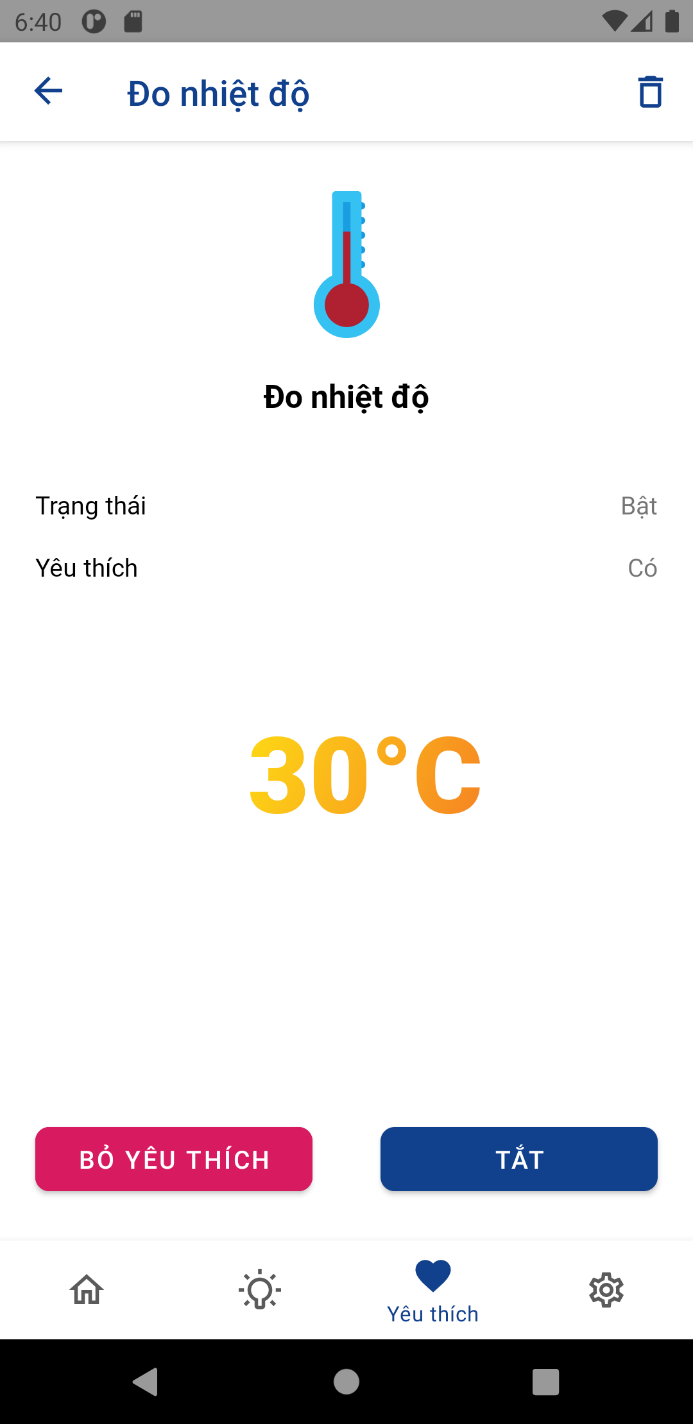 6:40
Đo nhiệt độ
Đo nhiệt độ
Trạng thái Bật
Yêu thích Có
30°C
BỎ YÊU THÍCH TẮT
Yêu thích